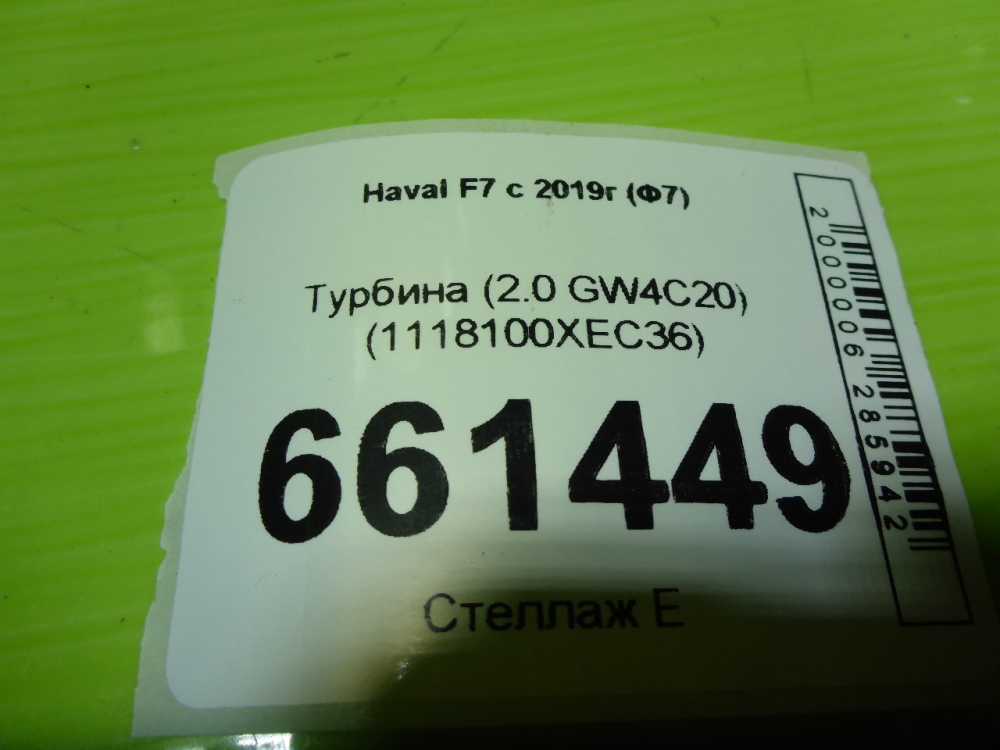 Haval F7 с 2019г (Ф7)
Турбина (2.0 GW4C20)
(1118100XEC36)
661449
Стеллаж Е
2000006285942